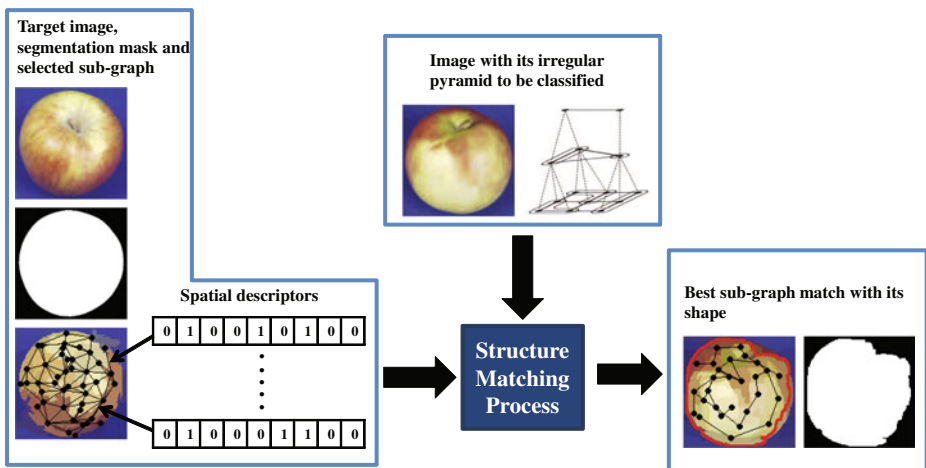 Target image,
segmentation mask and
selected sub-graph
Image with its irregular
pyramid to be classified
Spatial descriptors
0 1 0 0 1 0 1 0 0
0 1 0 0 0 1 1 0 0
Structure
Matching
Process
Best sub-graph match with its
shape